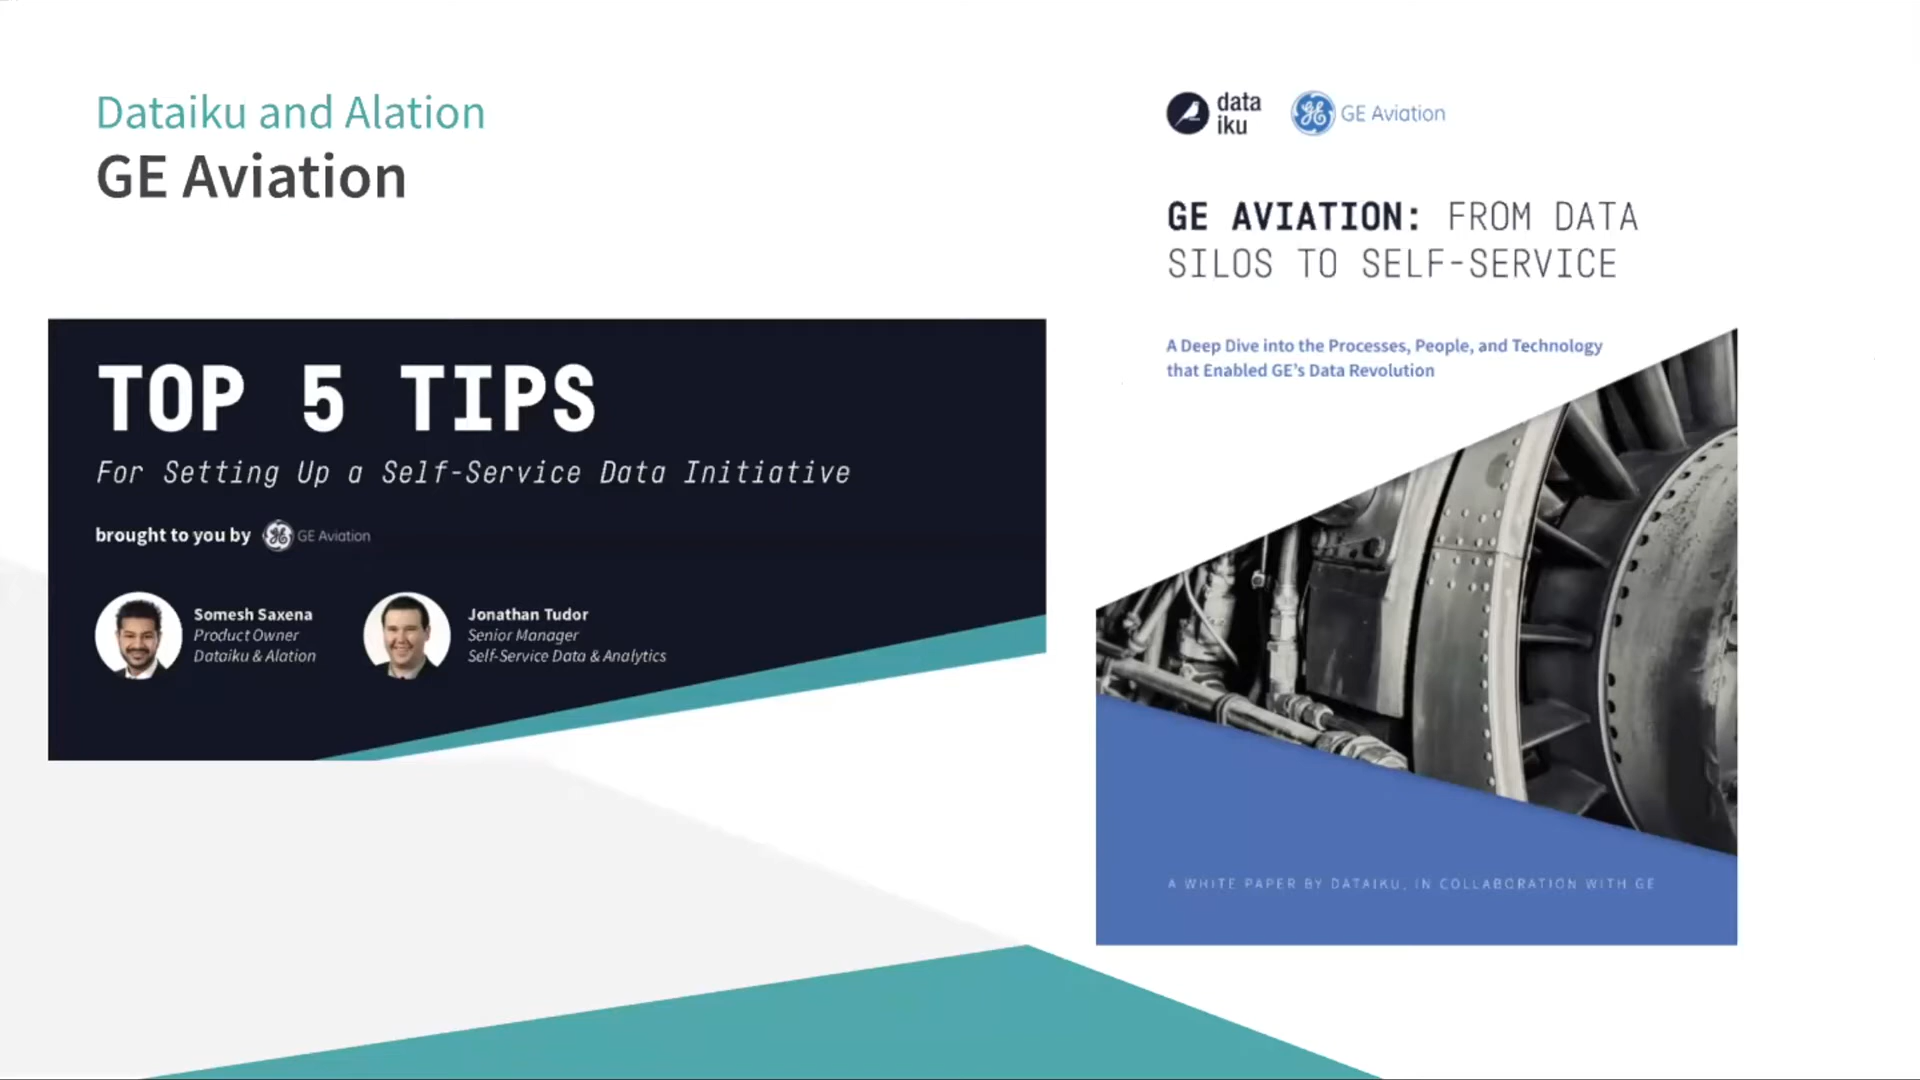 Dataiku and Alation
GE Aviation
TOP 5 TIPS
For Setting Up a Self-Service Data Initiative
brought to you by GE Aviation
Somesh Saxena
Product Owner
Dataiku & Alation
Jonathan Tudor
Senior Manager
Self-Service Data & Analytics
data
iku
GE Aviation
GE AVIATION: FROM DATA
SILOS TO SELF-SERVICE
A Deep Dive into the Processes, People, and Technology
that Enabled GE's Data Revolution
A WHITE PAPER BY DATAIKU, IN COLLABORATION WITH GE